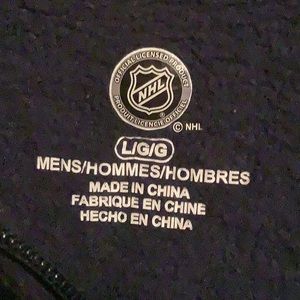 OFFICIAL LICENSED PRODUCT
NHL
PRODUIT LICENCIÉ OFFICIEL
© NHL
L/G/G
MENS/HOMMES/HOMBRES
MADE IN CHINA
FABRIQUE EN CHINE
HECHO EN CHINA